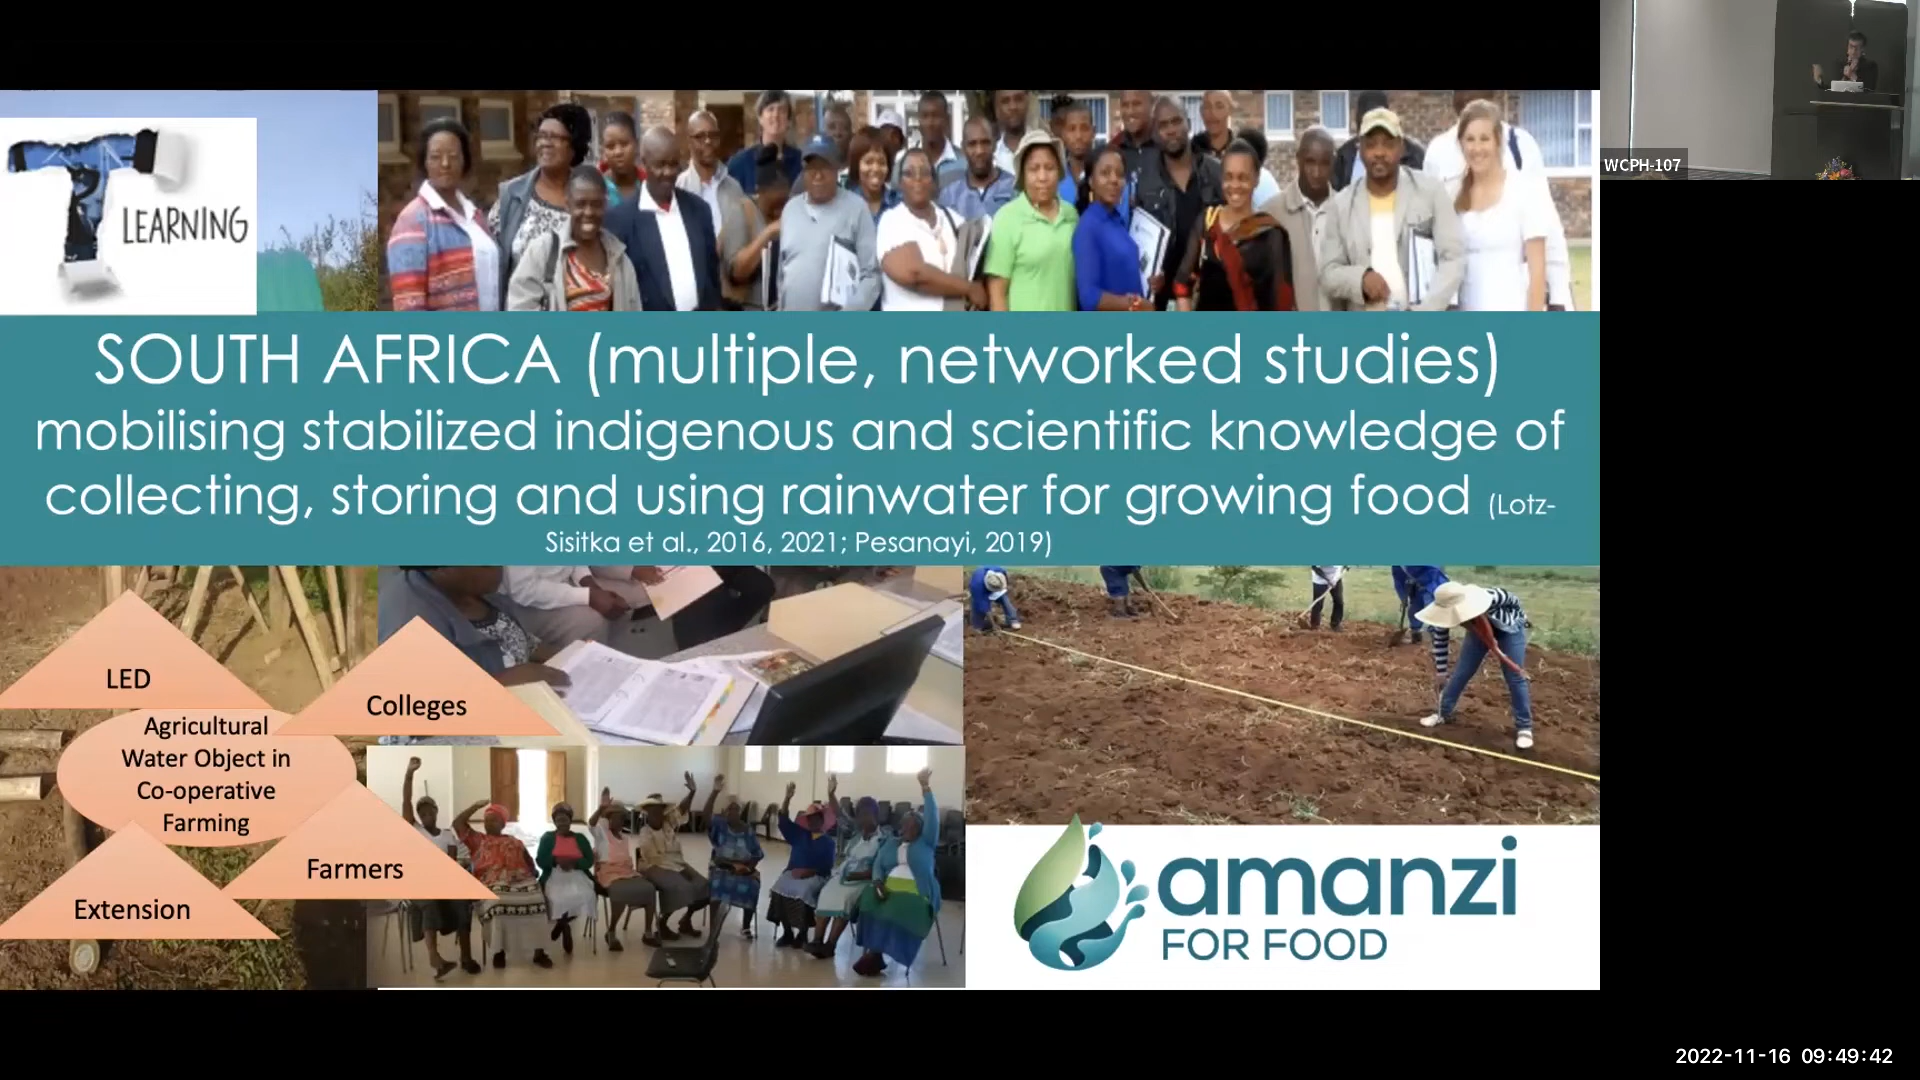 WCPH-107
T
LEARNING
SOUTH AFRICA (multiple, networked studies)
mobilising stabilized indigenous and scientific knowledge of
collecting, storing and using rainwater for growing food (Lotz-
Sisitka et al., 2016, 2021; Pesanayi, 2019)
LED
Colleges
Agricultural
Water Object in
Co-operative
Farming
Farmers
Extension
amanzi
FOR FOOD
2022-11-16 09:49:42